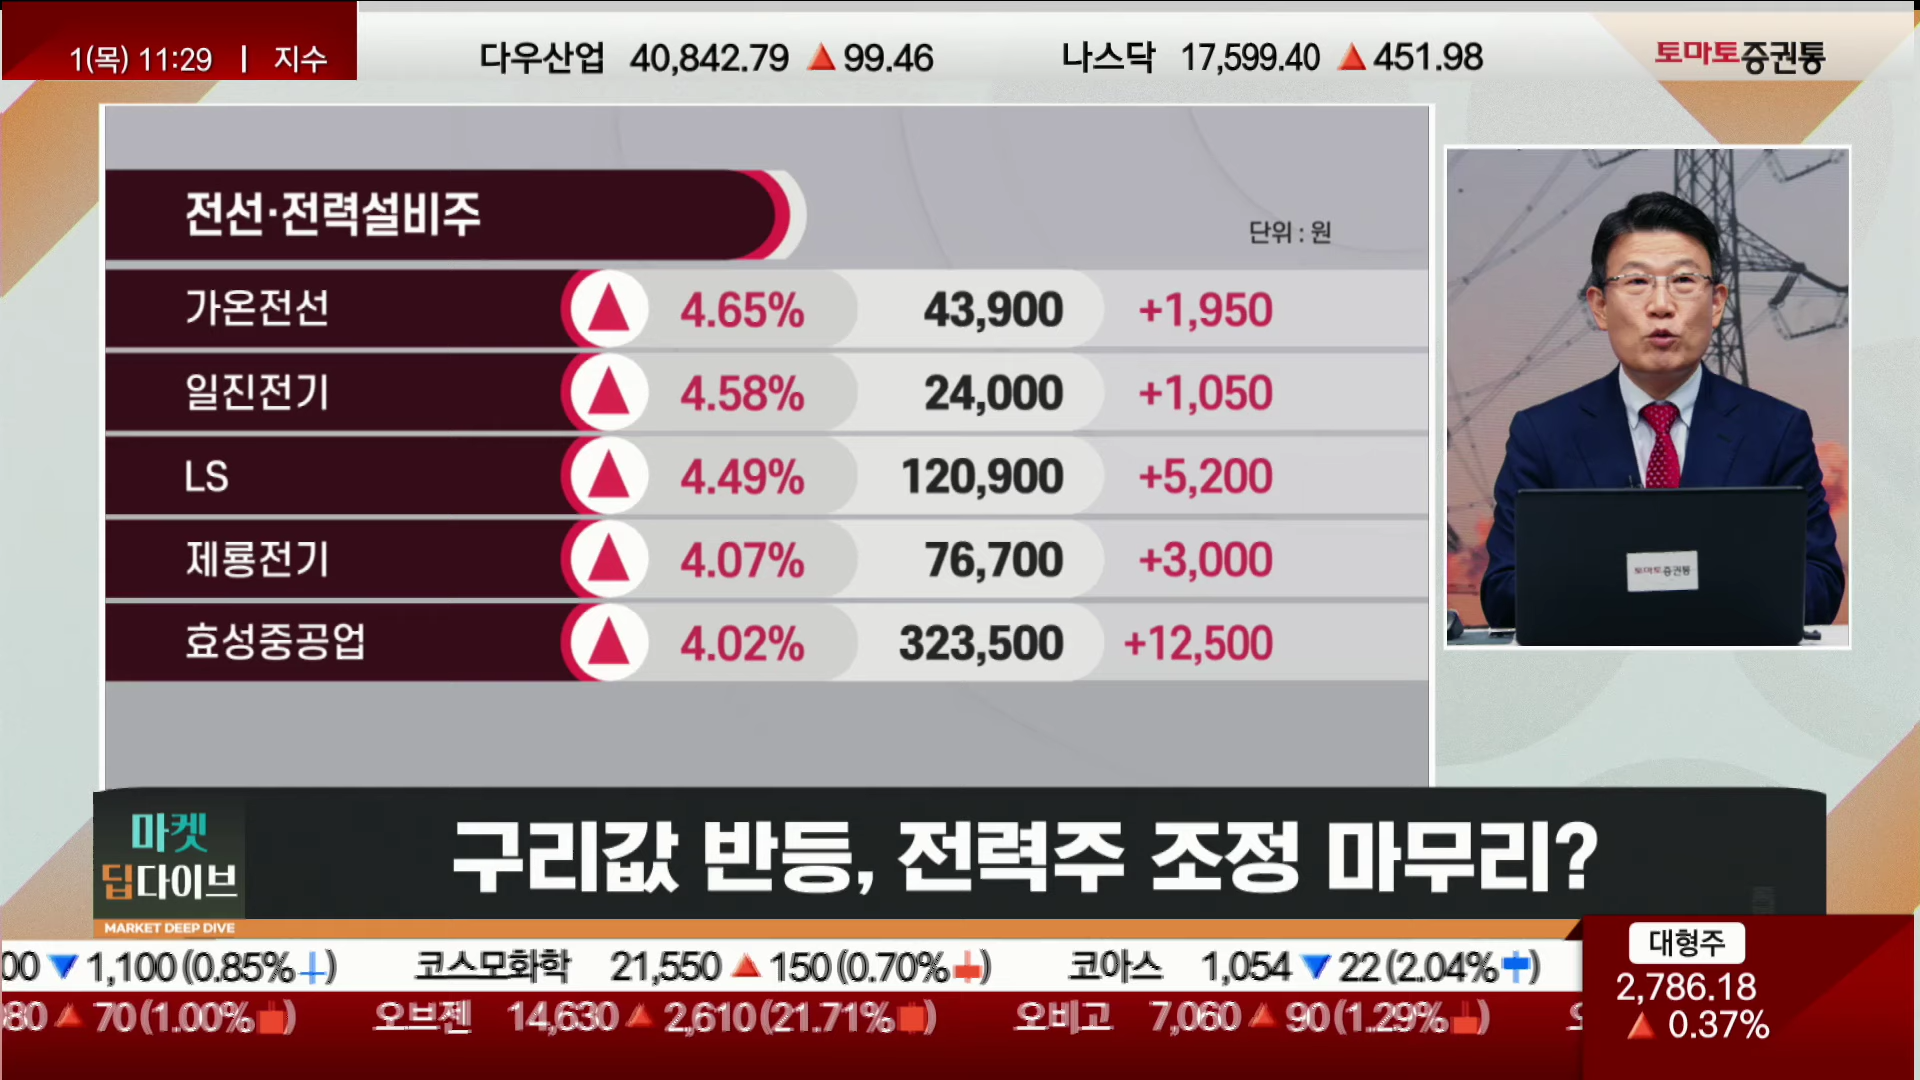 1(목) 11:29 | 지수
다우산업 40,842.79 ▲ 99.46
나스닥 17,599.40 ▲ 451.98
토마토증권통
전선·전력설비주
단위 : 원
가온전선 ▲ 4.65% 43,900 +1,950
일진전기 ▲ 4.58% 24,000 +1,050
LS ▲ 4.49% 120,900 +5,200
제룡전기 ▲ 4.07% 76,700 +3,000
효성중공업 ▲ 4.02% 323,500 +12,500
토마토증권통
마켓
딥다이브
MARKET DEEP DIVE
구리값 반등, 전력주 조정 마무리?
00 ▼ 1,100 (0.85%) 코스모화학 21,550 ▲ 150 (0.70%) 코아스 1,054 ▼ 22 (2.04%)
080 ▲ 70 (1.00%) 오브젠 14,630 ▲ 2,610 (21.71%) 오비고 7,060 ▲ 90 (1.29%)
대형주
2,786.18
▲ 0.37%